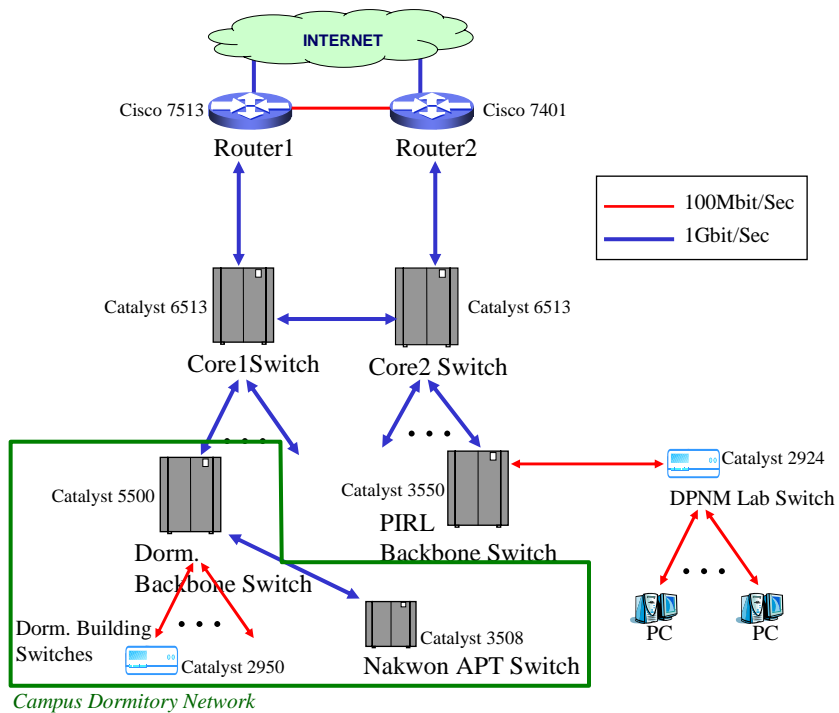 INTERNET
Cisco 7513
Cisco 7401
Router1
Router2
100Mbit/Sec
1Gbit/Sec
Catalyst 6513
Catalyst 6513
Core1Switch
Core2 Switch
. . .
. . .
Catalyst 5500
Catalyst 3550
Catalyst 2924
DPNM Lab Switch
PIRL
Backbone Switch
Dorm.
Backbone Switch
. . .
PC
PC
Dorm. Building
Switches
. . .
Catalyst 2950
Catalyst 3508
Nakwon APT Switch
Campus Dormitory Network